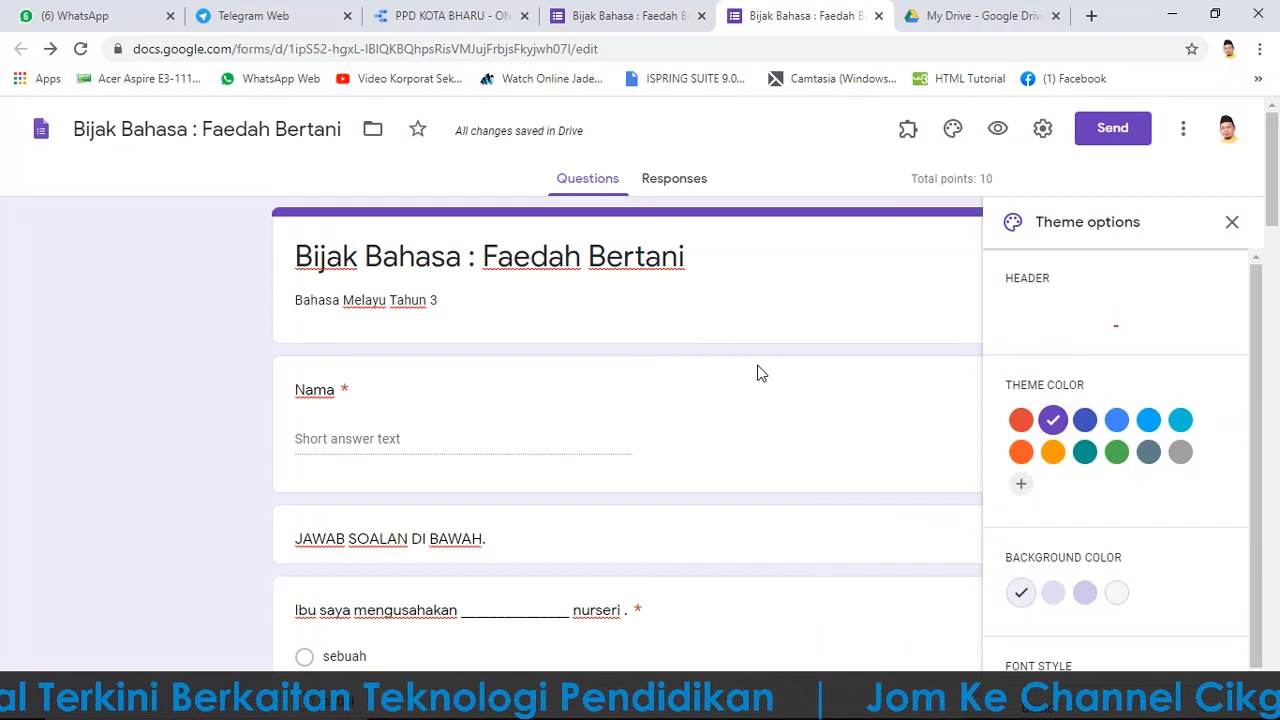 (6) WhatsApp
Telegram Web
PPD KOTA BHARU - ON
Bijak Bahasa : Faedah B
Bijak Bahasa : Faedah B
My Drive - Google Drive
docs.google.com/forms/d/1ipS52-hgxL-IBIQKBQhpsRisVMJujFrbjsFkyjwh07I/edit
Apps
Acer Aspire E3-111...
WhatsApp Web
Video Korporat Sek...
Watch Online Jade...
ISPRING SUITE 9.0...
Camtasia (Windows...
HTML Tutorial
(1) Facebook
Bijak Bahasa : Faedah Bertani
All changes saved in Drive
Send
Questions
Responses
Total points: 10
Bijak Bahasa : Faedah Bertani
Bahasa Melayu Tahun 3
Nama *
Short answer text
JAWAB SOALAN DI BAWAH.
Ibu saya mengusahakan ________________ nurseri . *
sebuah
Theme options
HEADER
THEME COLOR
BACKGROUND COLOR
FONT STYLE
al Terkini Berkaitan Teknologi Pendidikan | Jom Ke Channel Cikg